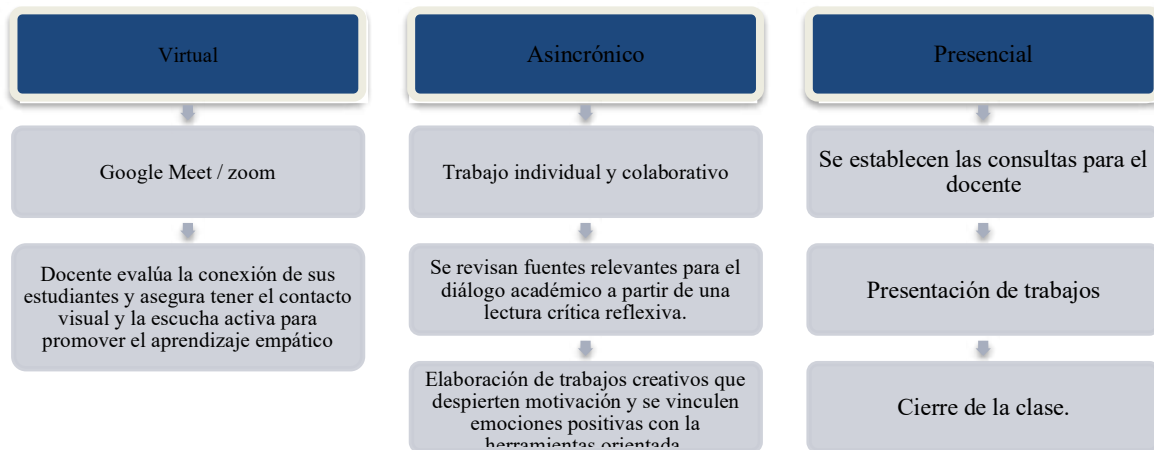 Virtual
Google Meet / zoom
Docente evalúa la conexión de sus
estudiantes y asegura tener el contacto
visual y la escucha activa para
promover el aprendizaje empático
Asincrónico
Trabajo individual y colaborativo
Se revisan fuentes relevantes para el
diálogo académico a partir de una
lectura crítica reflexiva.
Elaboración de trabajos creativos que
despierten motivación y se vinculen
emociones positivas con la
herramientas orientada
Presencial
Se establecen las consultas para el
docente
Presentación de trabajos
Cierre de la clase.